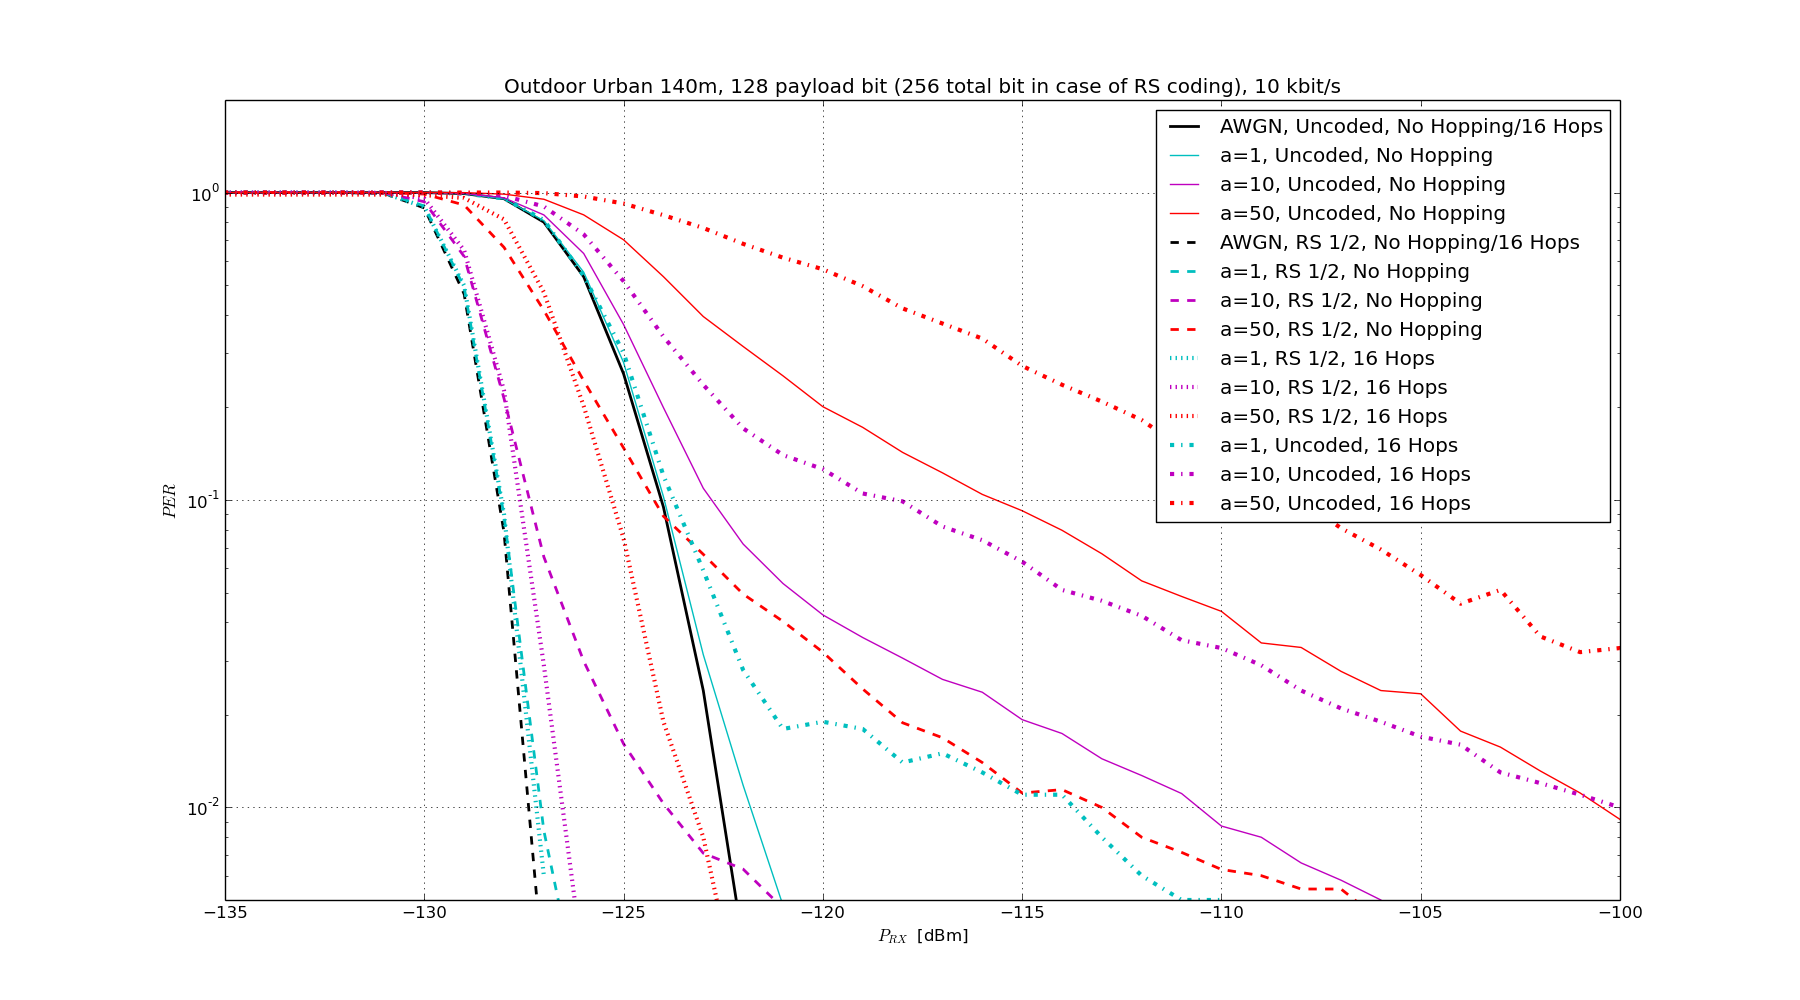 Outdoor Urban 140m, 128 payload bit (256 total bit in case of RS coding), 10 kbit/s
AWGN, Uncoded, No Hopping/16 Hops
a=1, Uncoded, No Hopping
a=10, Uncoded, No Hopping
a=50, Uncoded, No Hopping
AWGN, RS 1/2, No Hopping/16 Hops
a=1, RS 1/2, No Hopping
a=10, RS 1/2, No Hopping
a=50, RS 1/2, No Hopping
a=1, RS 1/2, 16 Hops
a=10, RS 1/2, 16 Hops
a=50, RS 1/2, 16 Hops
a=1, Uncoded, 16 Hops
a=10, Uncoded, 16 Hops
a=50, Uncoded, 16 Hops
10^0
10^-1
10^-2
PER
−135 −130 −125 −120 −115 −110 −105 −100
P_RX [dBm]